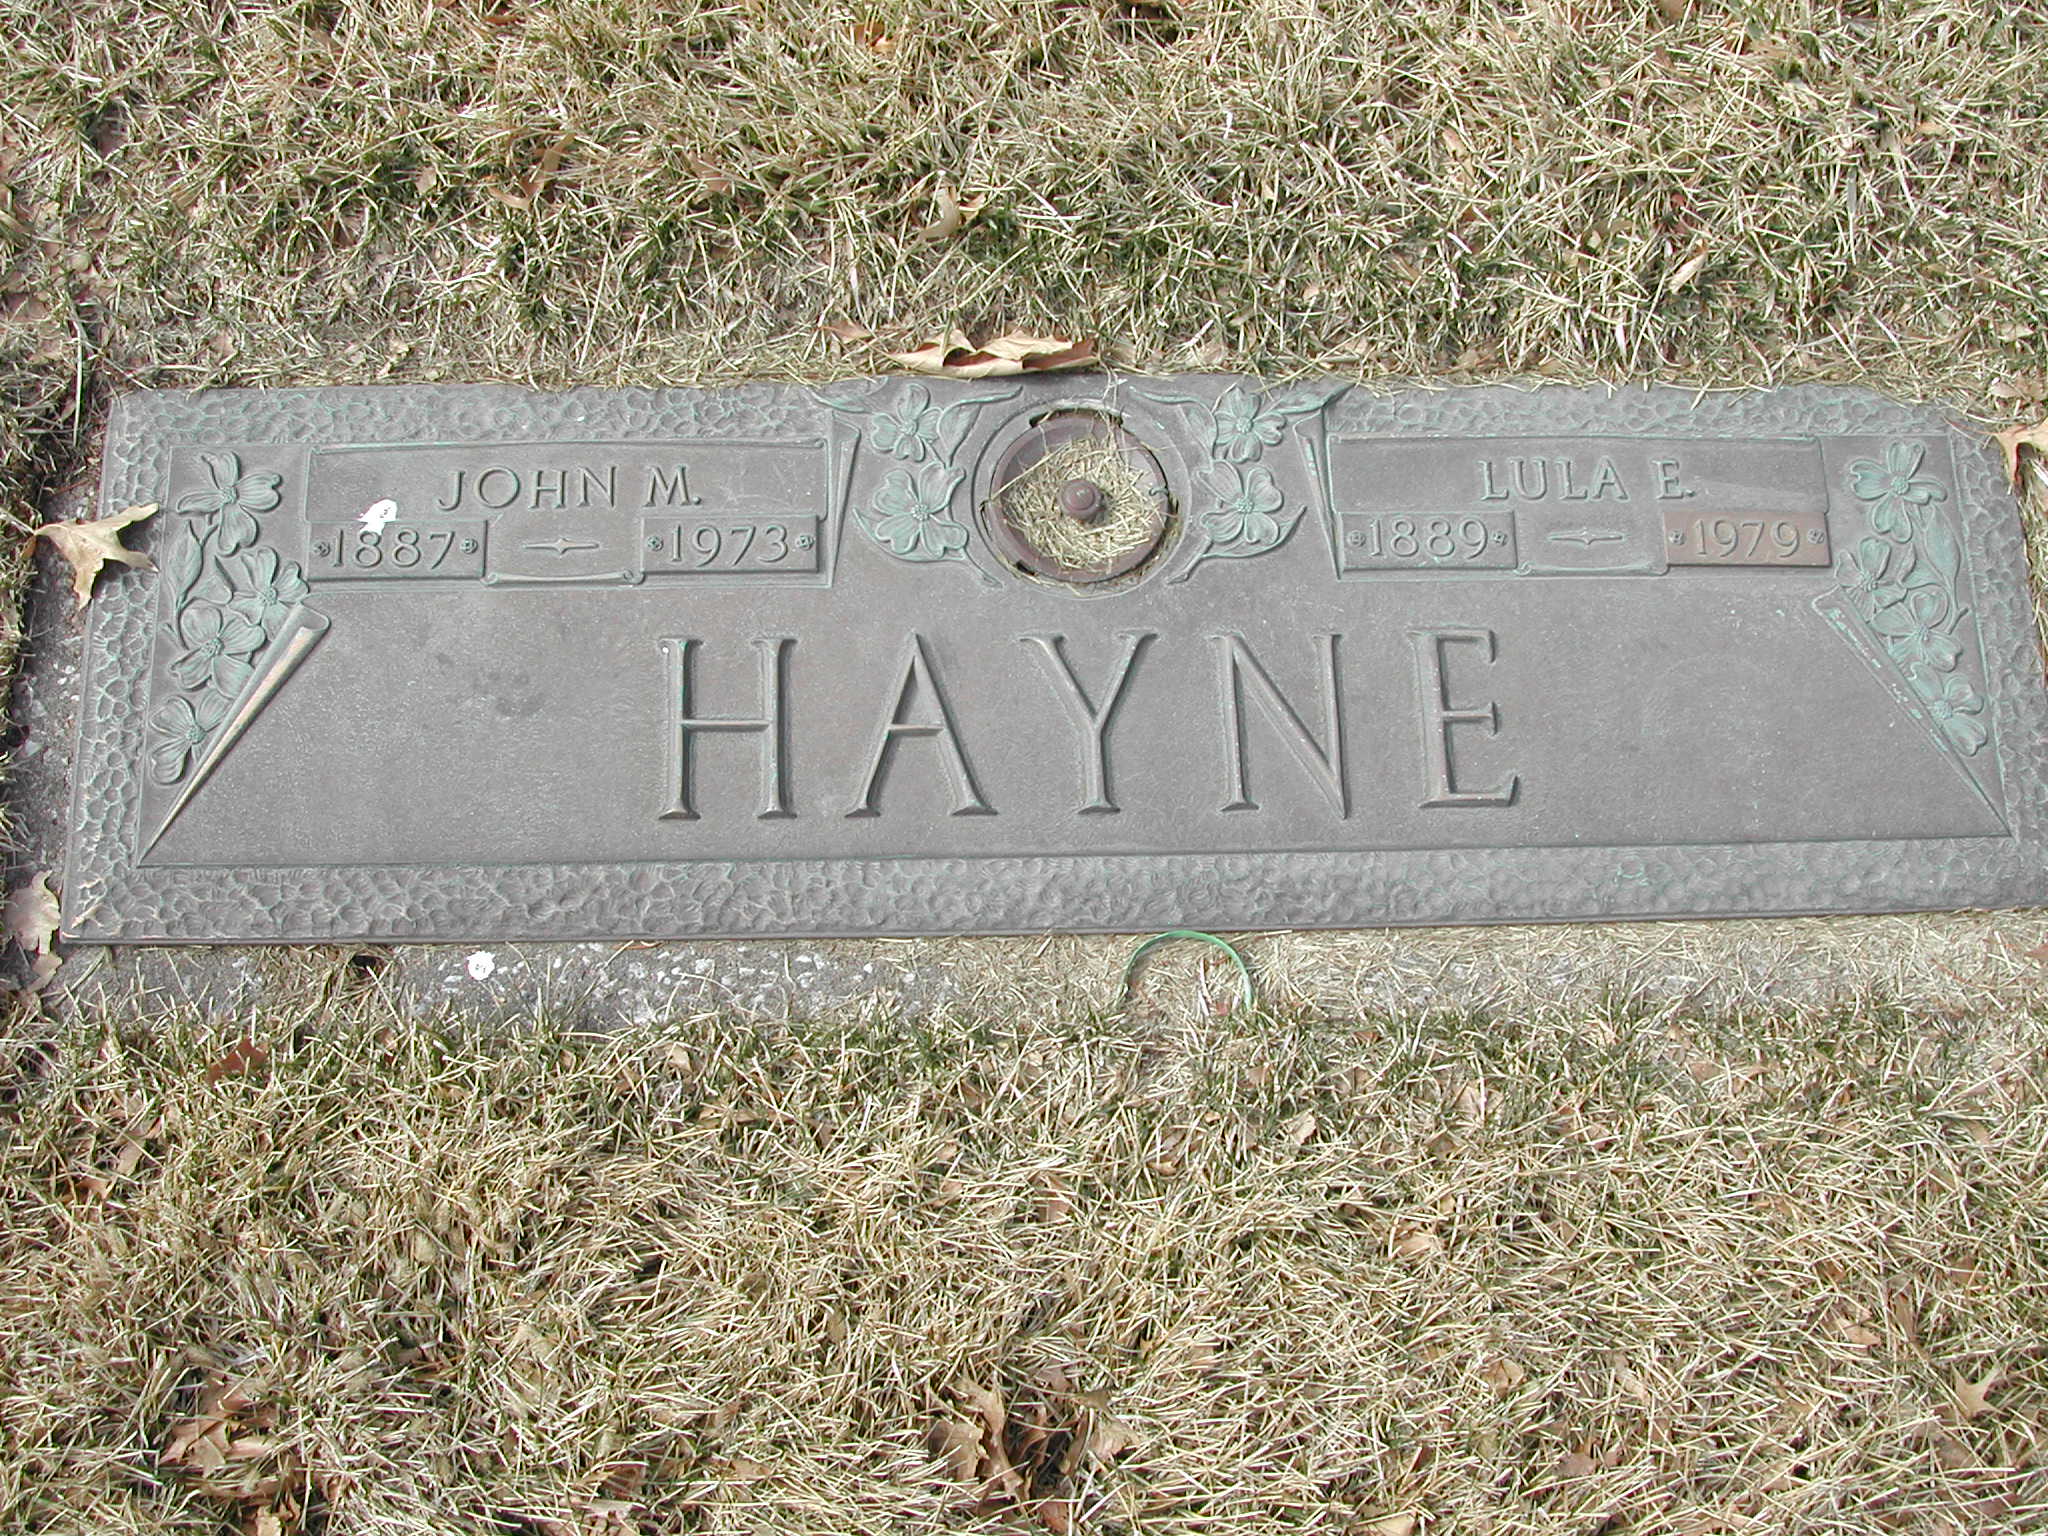 JOHN M.
1887 1973
LULA E.
1889 1979
HAYNE